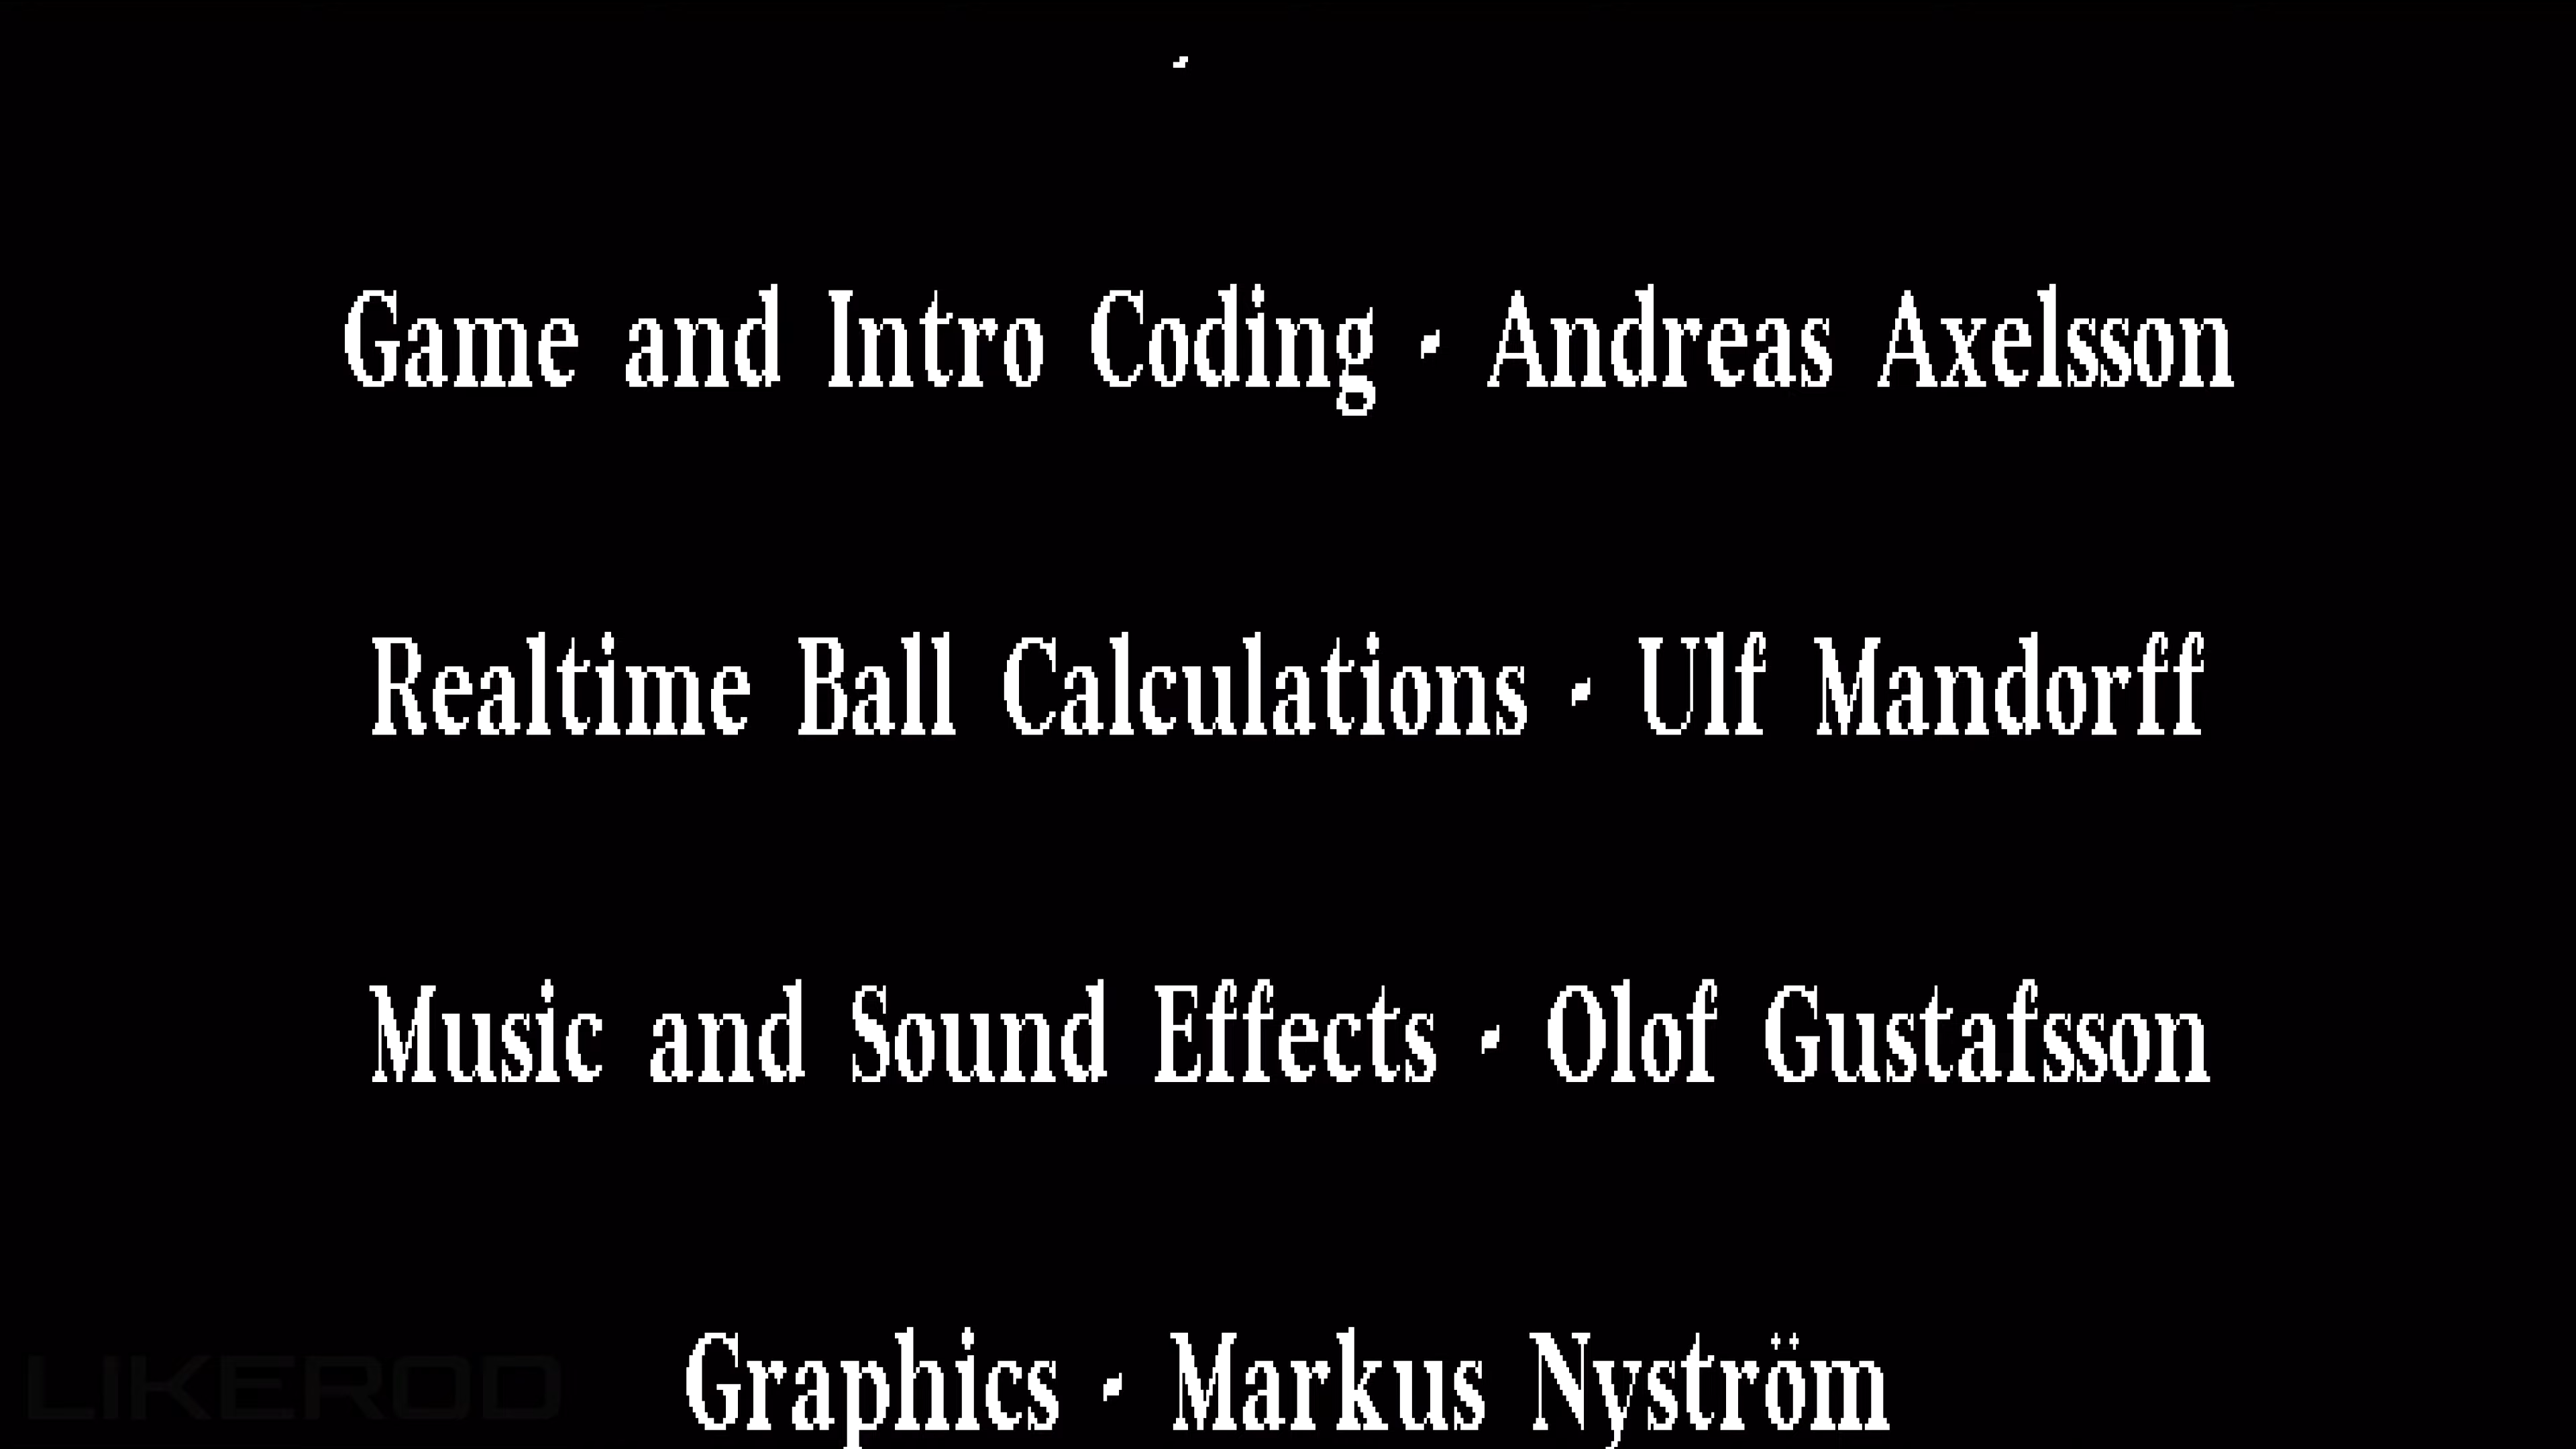 Game and Intro Coding - Andreas Axelsson
Realtime Ball Calculations - Ulf Mandorff
Music and Sound Effects - Olof Gustafsson
Graphics - Markus Nyström
LIKEROD